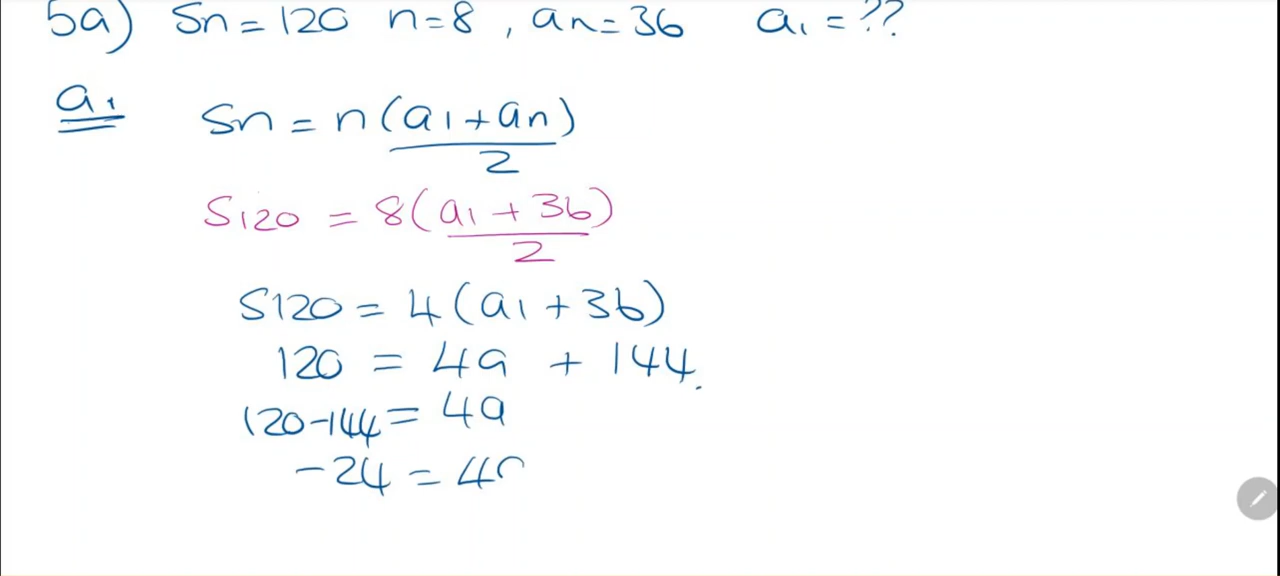 5a) Sn = 120 n=8 , an=36 a1 = ??
a1 Sn = n(a1+an)
2
S120 = 8(a1 + 36)
2
S120 = 4(a1 + 36)
120 = 4a + 144.
120-144 = 4a
-24 = 4a